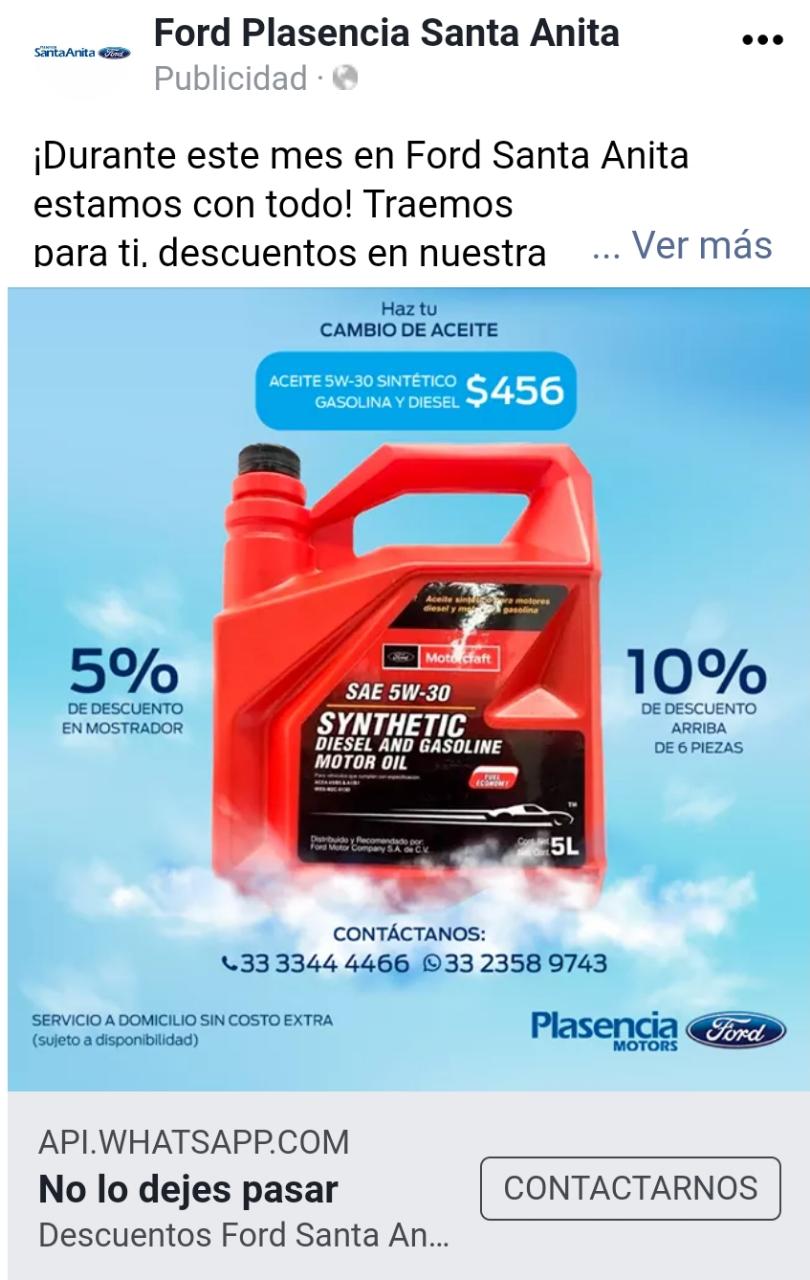 SantaAnita Ford
Ford Plasencia Santa Anita
Publicidad ·
¡Durante este mes en Ford Santa Anita
estamos con todo! Traemos
para ti, descuentos en nuestra ... Ver más
Haz tu
CAMBIO DE ACEITE
ACEITE 5W-30 SINTÉTICO
GASOLINA Y DIESEL $456
Aceite sintético para motores
diesel y motores gasolina
Ford Motorcraft
SAE 5W-30
SYNTHETIC
DIESEL AND GASOLINE
MOTOR OIL
FUEL
ECONOMY
TM
Distribuido y Recomendado por:
Ford Motor Company S.A. de C.V.
Cont. Net.
5L
5%
DE DESCUENTO
EN MOSTRADOR
10%
DE DESCUENTO
ARRIBA
DE 6 PIEZAS
CONTÁCTANOS:
33 3344 4466 33 2358 9743
SERVICIO A DOMICILIO SIN COSTO EXTRA
(sujeto a disponibilidad)
Plasencia
MOTORS
Ford
API.WHATSAPP.COM
No lo dejes pasar
Descuentos Ford Santa An...
CONTACTARNOS